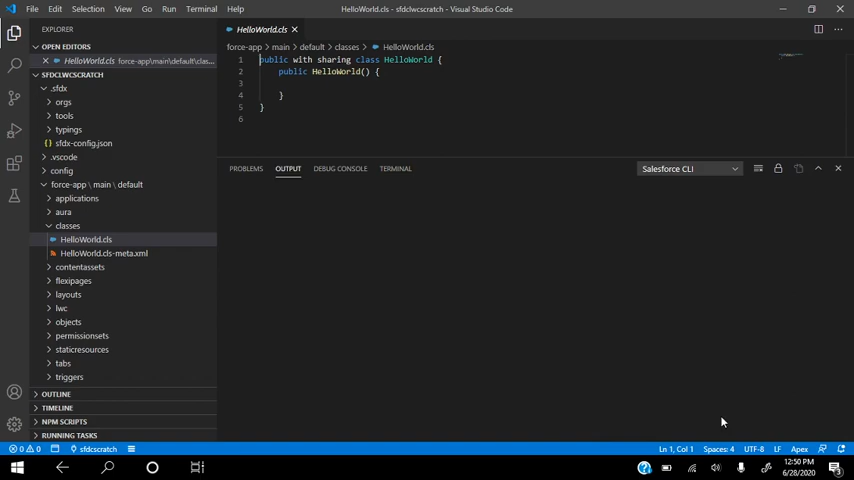 File Edit Selection View Go Run Terminal Help HelloWorld.cls - sfdclwcscratch - Visual Studio Code
EXPLORER
OPEN EDITORS
HelloWorld.cls force-app\main\default\clas...
SFDCLWCSCRATCH
.sfdx
orgs
tools
typings
sfdx-config.json
.vscode
config
force-app \ main \ default
applications
aura
classes
HelloWorld.cls
HelloWorld.cls-meta.xml
contentassets
flexipages
layouts
lwc
objects
permissionsets
staticresources
tabs
triggers
OUTLINE
TIMELINE
NPM SCRIPTS
RUNNING TASKS
HelloWorld.cls
force-app > main > default > classes > HelloWorld.cls
1 public with sharing class HelloWorld {
2 public HelloWorld() {
3
4 }
5 }
6
PROBLEMS OUTPUT DEBUG CONSOLE TERMINAL Salesforce CLI
0 0 sfdcscratch Ln 1, Col 1 Spaces: 4 UTF-8 LF Apex
12:50 PM
6/28/2020
3